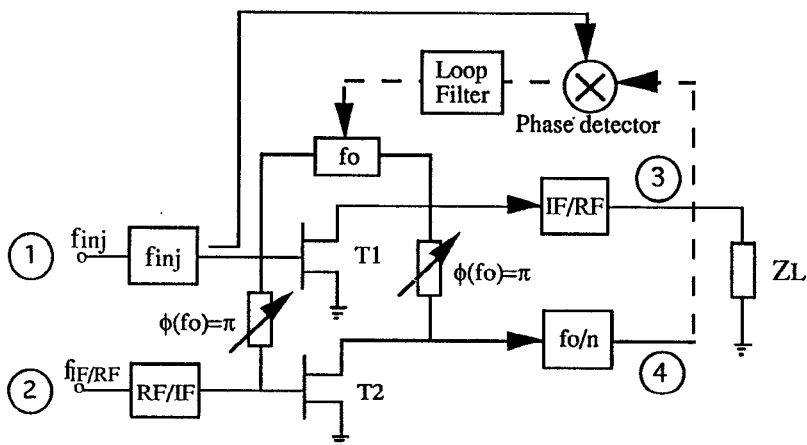 Loop
Filter
Phase detector
fo
3
IF/RF
1
finj
finj
T1
ϕ(fo)=π
ZL
ϕ(fo)=π
fo/n
2
fIF/RF
RF/IF
T2
4